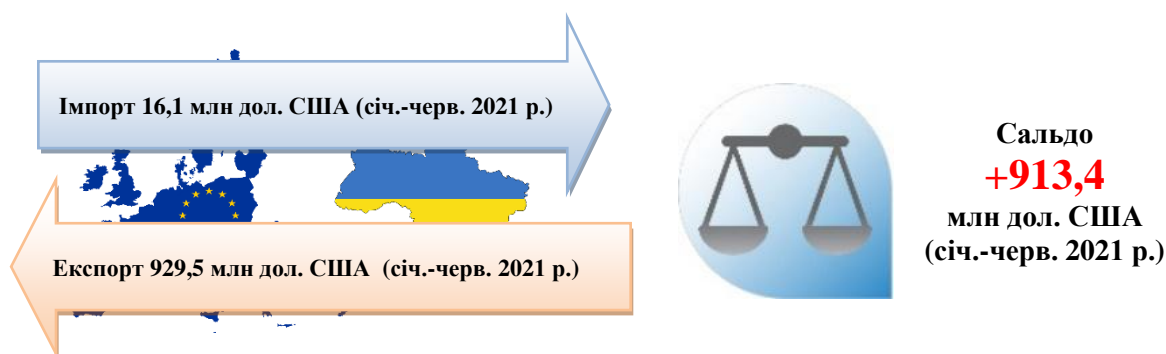 Імпорт 16,1 млн дол. США (січ.-черв. 2021 р.)
Експорт 929,5 млн дол. США (січ.-черв. 2021 р.)
Сальдо
+913,4
млн дол. США
(січ.-черв. 2021 р.)